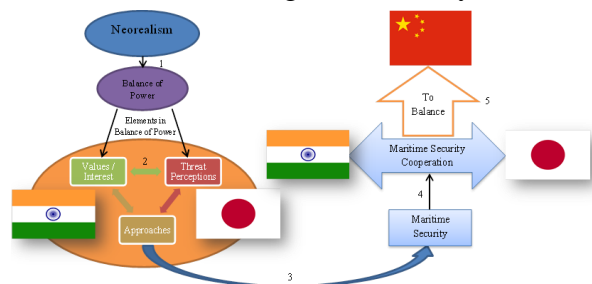 Neorealism
1
Balance of
Power
Elements in
Balance of Power
Values /
Interest
2
Threat
Perceptions
Approaches
3
Maritime
Security
4
Maritime Security
Cooperation
To
Balance
5